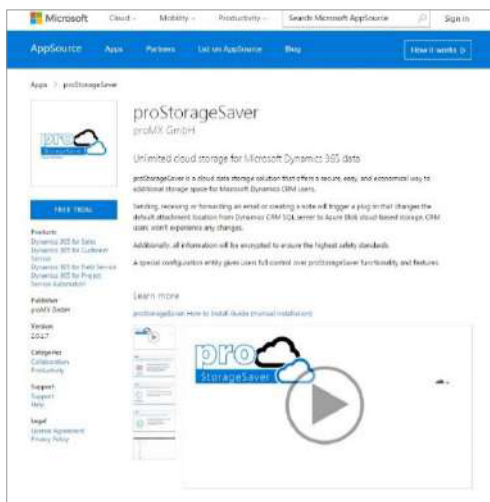 Microsoft Cloud Mobility Productivity Search Microsoft AppSource Sign in
AppSource Apps Partners List on AppSource Blog How it works
Apps > proStorageSaver
proStorageSaver
proMX GmbH
Unlimited cloud storage for Microsoft Dynamics 365 data
proStorageSaver is a cloud data storage solution that offers a secure, easy, and economical way to
additional storage space for Microsoft Dynamics CRM users.
Sending, receiving or forwarding an email or creating a note will trigger a plug-in that changes the
default attachment location from Dynamics CRM SQL server to Azure Blob cloud-based storage. CRM
users won't experience any changes.
Additionally, all information will be encrypted to ensure the highest safety standards.
A special configuration entity gives users full control over proStorageSaver functionality and features.
pro
StorageSaver
FREE TRIAL
Products
Dynamics 365 for Sales
Dynamics 365 for Customer
Service
Dynamics 365 for Field Service
Dynamics 365 for Project
Service Automation
Publisher
proMX GmbH
Version
Categories
Collaboration
Productivity
Support
Support
Help
Legal
License Agreement
Privacy Policy
Learn more
proStorageSaver How to Install Guide (manual installation)
pro
StorageSaver